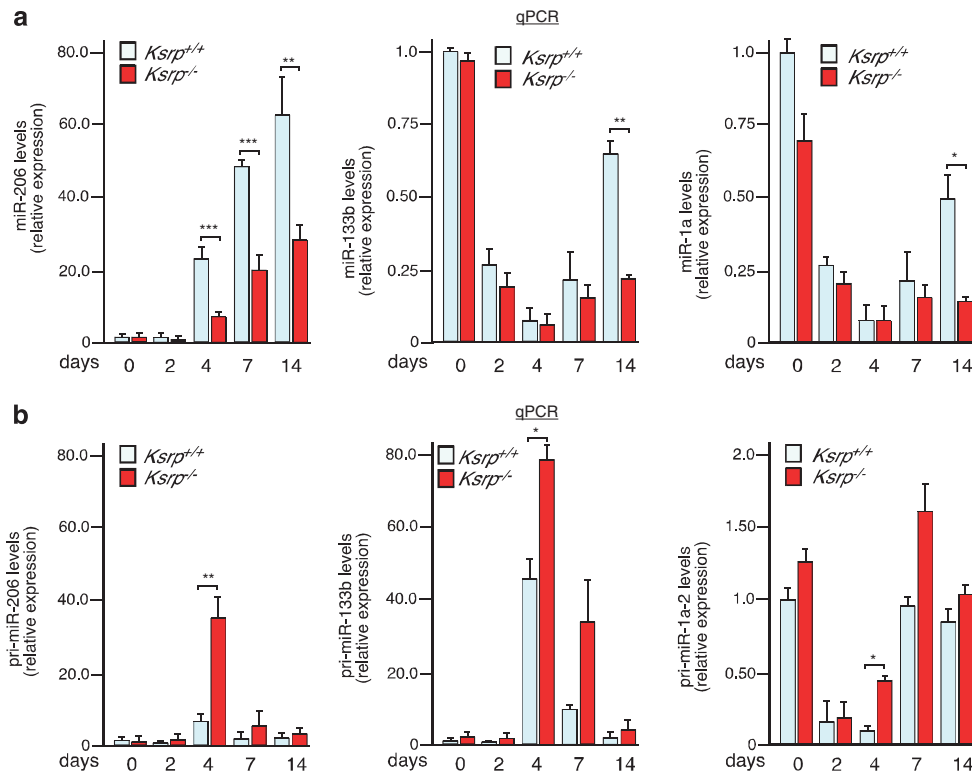 a
qPCR
Ksrp+/+
Ksrp-/-
miR-206 levels
(relative expression)
80.0
60.0
40.0
20.0
0
***
***
**
days 0 2 4 7 14
Ksrp+/+
Ksrp-/-
miR-133b levels
(relative expression)
1.0
0.75
0.50
0.25
0
**
0 2 4 7 14
Ksrp+/+
Ksrp-/-
miR-1a levels
(relative expression)
1.0
0.75
0.50
0.25
0
*
days 0 2 4 7 14
b
qPCR
Ksrp+/+
Ksrp-/-
pri-miR-206 levels
(relative expression)
80.0
60.0
40.0
20.0
0
**
days 0 2 4 7 14
Ksrp+/+
Ksrp-/-
pri-miR-133b levels
(relative expression)
80.0
60.0
40.0
20.0
0
*
days 0 2 4 7 14
Ksrp+/+
Ksrp-/-
pri-miR-1a-2 levels
(relative expression)
2.0
1.50
1.0
0.50
0
*
days 0 2 4 7 14